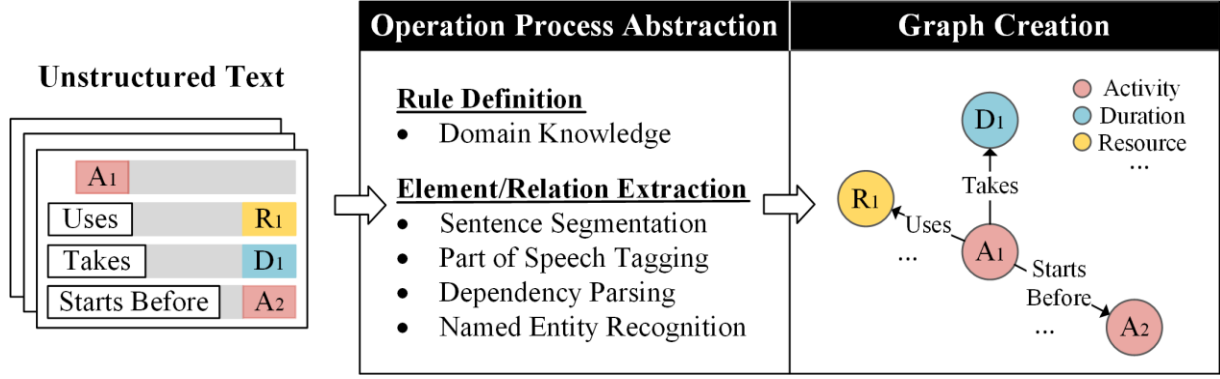 Unstructured Text
A1
Uses R1
Takes D1
Starts Before A2
Operation Process Abstraction
Rule Definition
• Domain Knowledge
Element/Relation Extraction
• Sentence Segmentation
• Part of Speech Tagging
• Dependency Parsing
• Named Entity Recognition
Graph Creation
Activity
Duration
Resource
...
D1
Takes
R1
Uses
...
A1
Starts
Before
...
A2